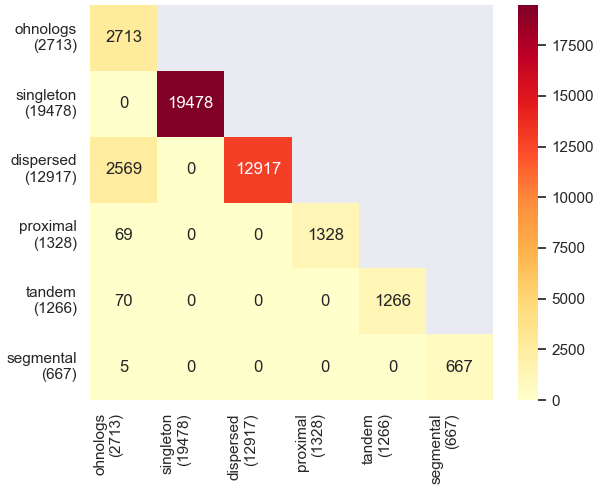 ohnologs
(2713)
singleton
(19478)
dispersed
(12917)
proximal
(1328)
tandem
(1266)
segmental
(667)
2713
0 19478
2569 0 12917
69 0 0 1328
70 0 0 0 1266
5 0 0 0 0 667
ohnologs
(2713)
singleton
(19478)
dispersed
(12917)
proximal
(1328)
tandem
(1266)
segmental
(667)
17500
15000
12500
10000
7500
5000
2500
0